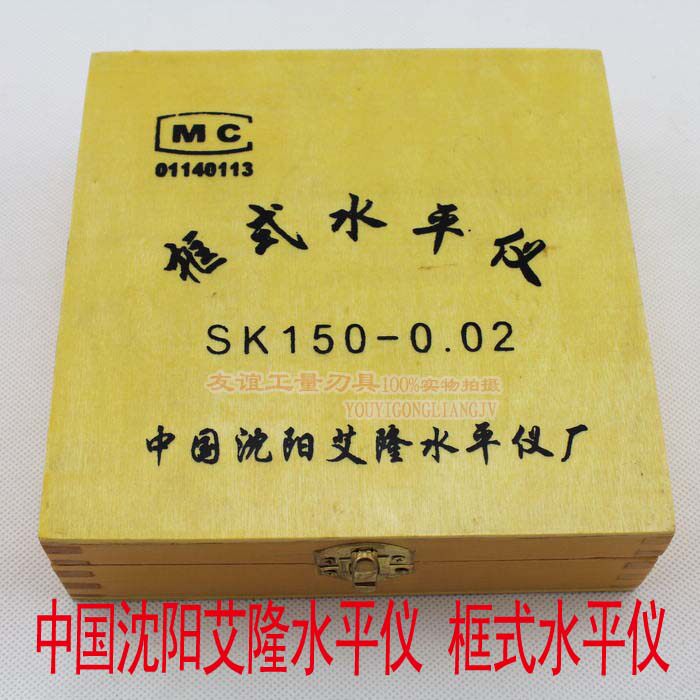 MC
01140113
框式水平仪
SK150-0.02
友谊工量刃具100%实物拍摄
YOUYIGONGLIANGJV
中国沈阳艾隆水平仪厂
中国沈阳艾隆水平仪 框式水平仪